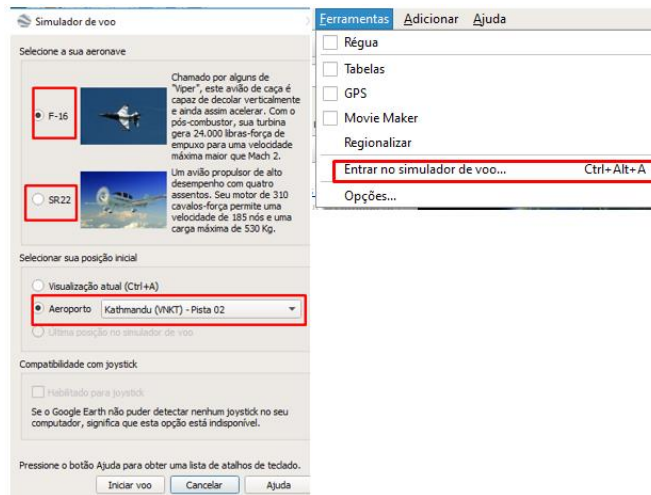 Simulador de voo
Selecione a sua aeronave
F-16
Chamado por alguns de
"Viper", este avião de caça é
capaz de decolar verticalmente
e ainda assim acelerar. Com o
pós-combustor, sua turbina
gera 24.000 libras-força de
empuxo para uma velocidade
máxima maior que Mach 2.
SR22
Um avião propulsor de alto
desempenho com quatro
assentos. Seu motor de 310
cavalos-força permite uma
velocidade de 185 nós e uma
carga máxima de 530 Kg.
Selecionar sua posição inicial
Visualização atual (Ctrl+A)
Aeroporto Kathmandu (VNKT) - Pista 02
Última posição no simulador de voo
Compatibilidade com joystick
Habilitado para joystick
Se o Google Earth não puder detectar nenhum joystick no seu
computador, significa que esta opção está indisponível.
Pressione o botão Ajuda para obter uma lista de atalhos de teclado.
Iniciar voo Cancelar Ajuda
Ferramentas Adicionar Ajuda
Régua
Tabelas
GPS
Movie Maker
Regionalizar
Entrar no simulador de voo... Ctrl+Alt+A
Opções...